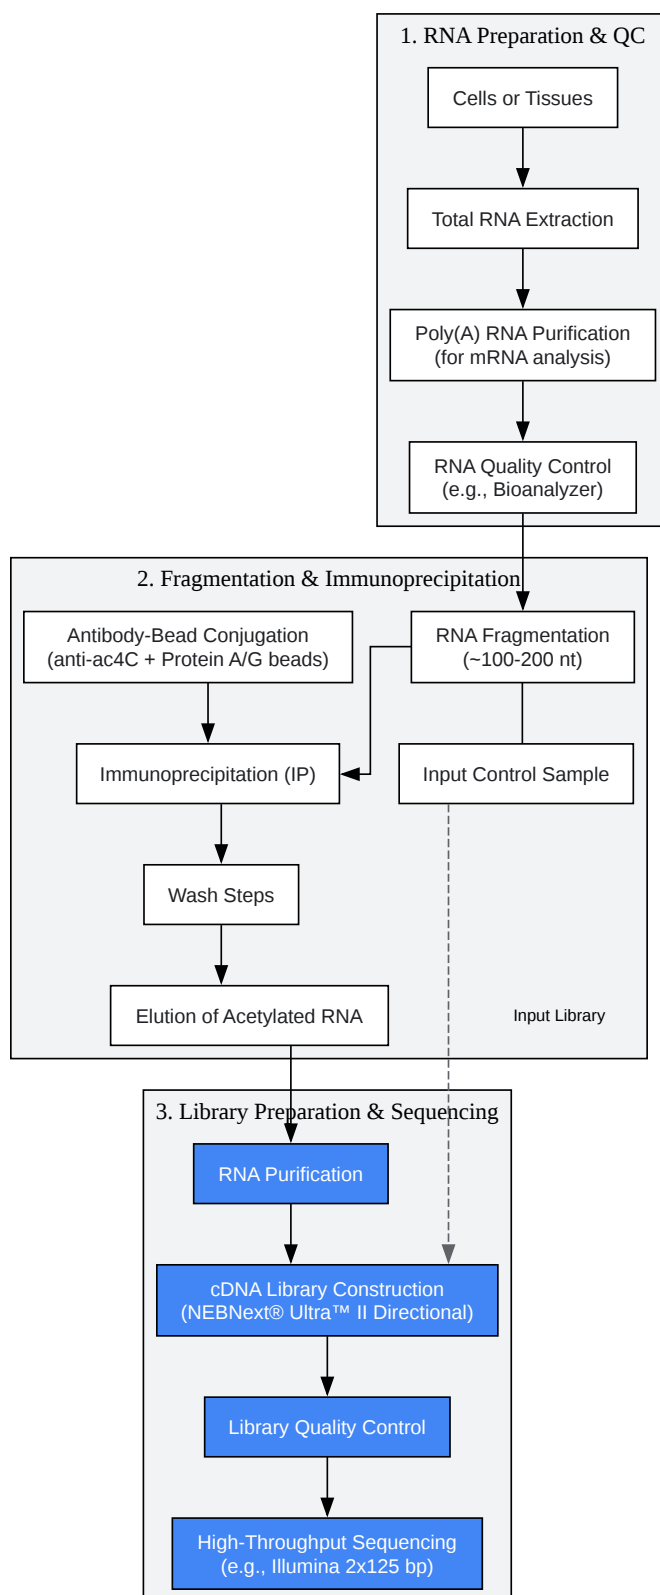 1. RNA Preparation & QC
Cells or Tissues
Total RNA Extraction
Poly(A) RNA Purification
(for mRNA analysis)
RNA Quality Control
(e.g., Bioanalyzer)
2. Fragmentation & Immunoprecipitation
Antibody-Bead Conjugation
(anti-ac4C + Protein A/G beads)
RNA Fragmentation
(~100-200 nt)
Immunoprecipitation (IP)
Input Control Sample
Wash Steps
Elution of Acetylated RNA
Input Library
3. Library Preparation & Sequencing
RNA Purification
cDNA Library Construction
(NEBNext® Ultra™ II Directional)
Library Quality Control
High-Throughput Sequencing
(e.g., Illumina 2x125 bp)